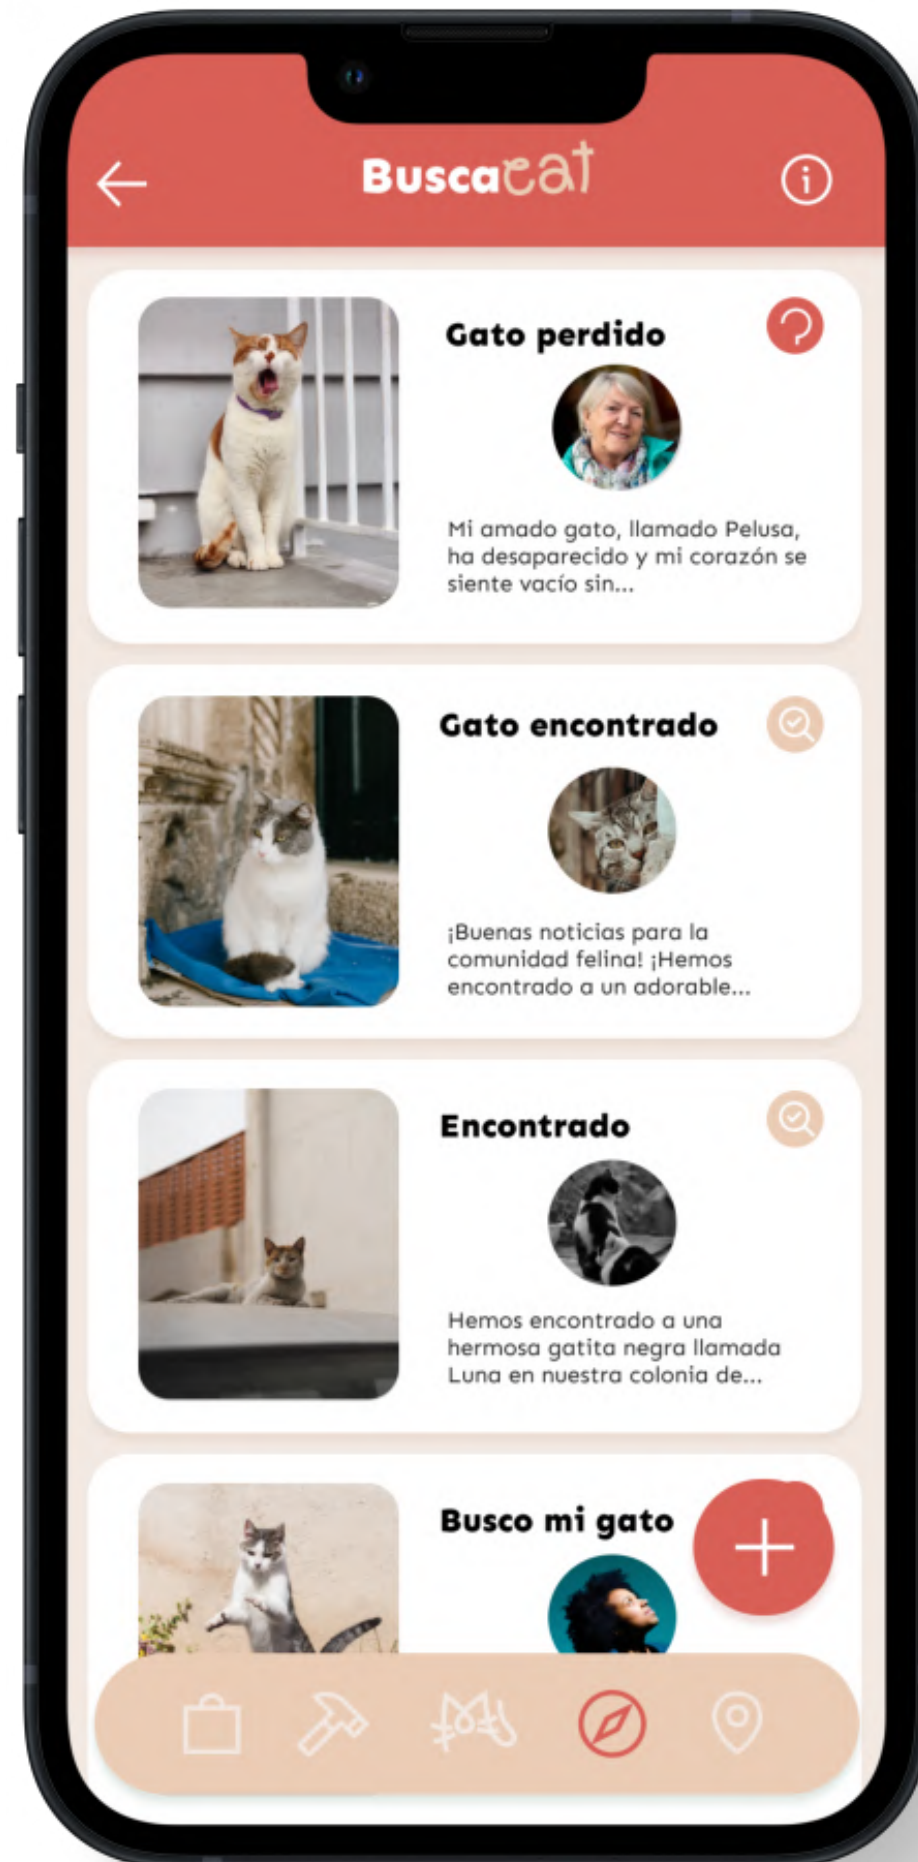 Buscacat
Gato perdido
Mi amado gato, llamado Pelusa,
ha desaparecido y mi corazón se
siente vacío sin...
Gato encontrado
¡Buenas noticias para la
comunidad felina! ¡Hemos
encontrado a un adorable...
Encontrado
Hemos encontrado a una
hermosa gatita negra llamada
Luna en nuestra colonia de...
Busco mi gato